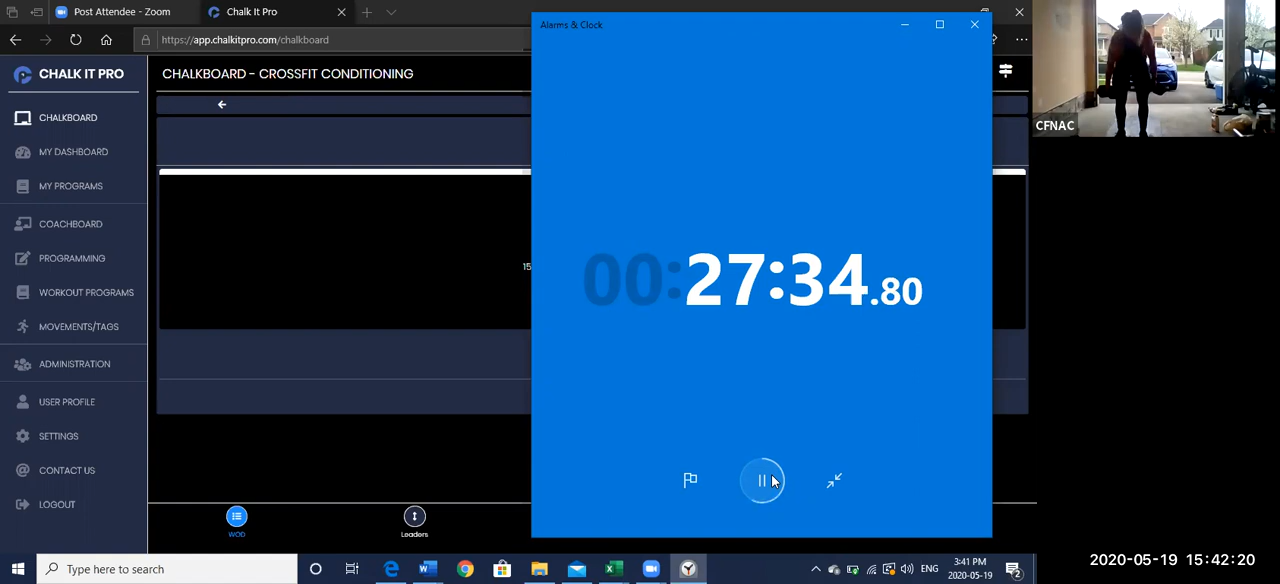 Post Attendee - Zoom
Chalk It Pro
https://app.chalkitpro.com/chalkboard
Alarms & Clock
CHALK IT PRO
CHALKBOARD
MY DASHBOARD
MY PROGRAMS
COACHBOARD
PROGRAMMING
WORKOUT PROGRAMS
MOVEMENTS/TAGS
ADMINISTRATION
USER PROFILE
SETTINGS
CONTACT US
LOGOUT
CHALKBOARD - CROSSFIT CONDITIONING
15
WOD
Leaders
00:27:34.80
CFNAC
Type here to search
ENG
3:41 PM
2020-05-19
2
2020-05-19 15:42:20